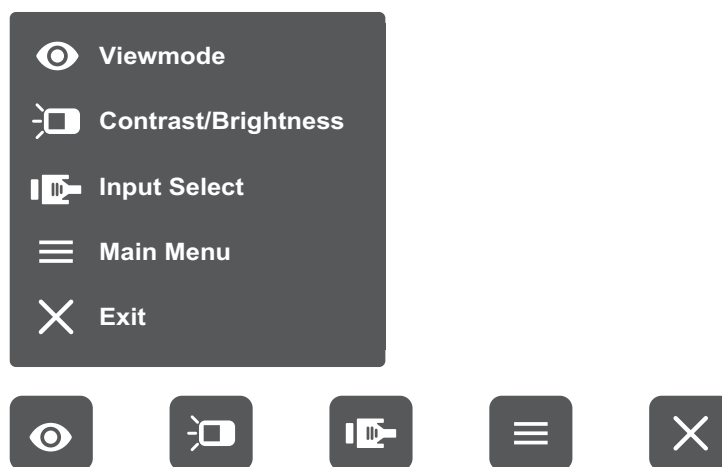 Viewmode
Contrast/Brightness
Input Select
Main Menu
Exit